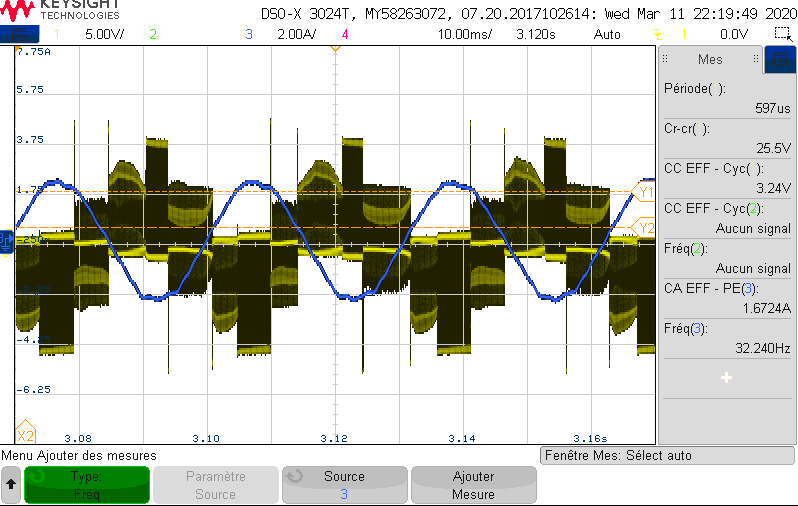 KEYSIGHT
TECHNOLOGIES
DSO-X 3024T, MY58263072, 07.20.2017102614: Wed Mar 11 22:19:49 2020
1 5.00V/ 2 3 2.00A/ 4 10.00ms/ 3.120s Auto 1 0.0V
7.75A
5.75
3.75
1.75
-250m
-4.25
-6.25
Y1
Y2
X2
3.08 3.10 3.12 3.14 3.16s
Mes
Période( ):
597us
Cr-cr( ):
25.5V
CC EFF - Cyc( ):
3.24V
CC EFF - Cyc(2):
Aucun signal
Fréq(2):
Aucun signal
CA EFF - PE(3):
1.6724A
Fréq(3):
32.240Hz
Menu Ajouter des mesures
Fenêtre Mes: Sélect auto
Type:
Fréq
Paramètre
Source
Source
3
Ajouter
Mesure